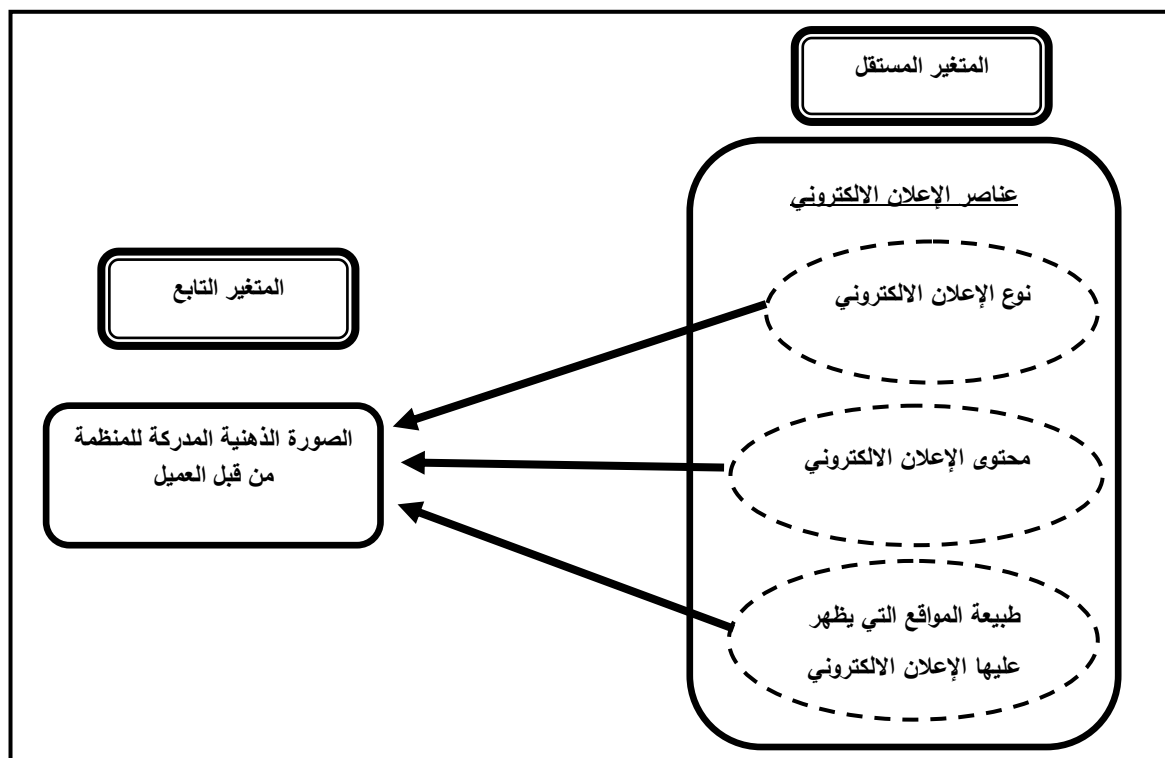 المتغير المستقل
عناصر الإعلان الالكتروني
نوع الإعلان الالكتروني
محتوى الإعلان الالكتروني
طبيعة المواقع التي يظهر
عليها الإعلان الالكتروني
المتغير التابع
الصورة الذهنية المدركة للمنظمة
من قبل العميل